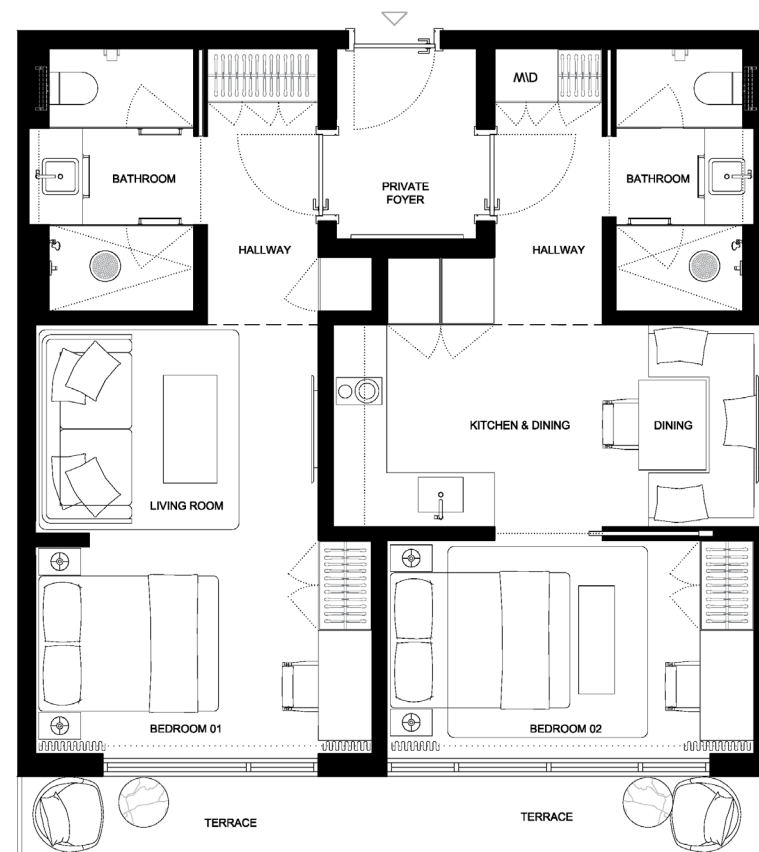 M\D
BATHROOM
PRIVATE
FOYER
BATHROOM
HALLWAY
HALLWAY
KITCHEN & DINING
DINING
LIVING ROOM
BEDROOM 01
BEDROOM 02
TERRACE
TERRACE